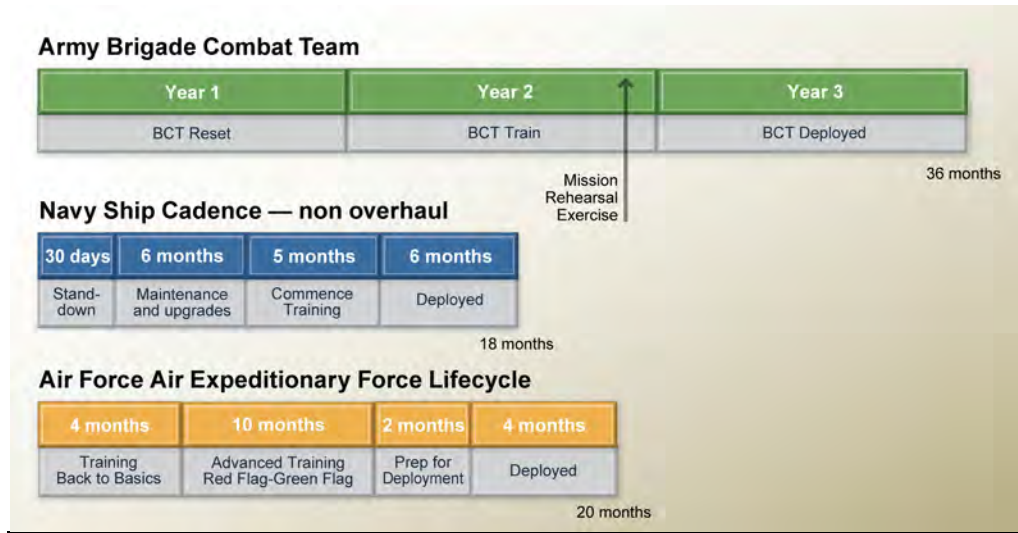 Army Brigade Combat Team
Year 1 Year 2 Year 3
BCT Reset BCT Train BCT Deployed
36 months
Mission
Rehearsal
Exercise
Navy Ship Cadence — non overhaul
30 days 6 months 5 months 6 months
Stand-
down
Maintenance
and upgrades
Commence
Training
Deployed
18 months
Air Force Air Expeditionary Force Lifecycle
4 months 10 months 2 months 4 months
Training
Back to Basics
Advanced Training
Red Flag-Green Flag
Prep for
Deployment
Deployed
20 months